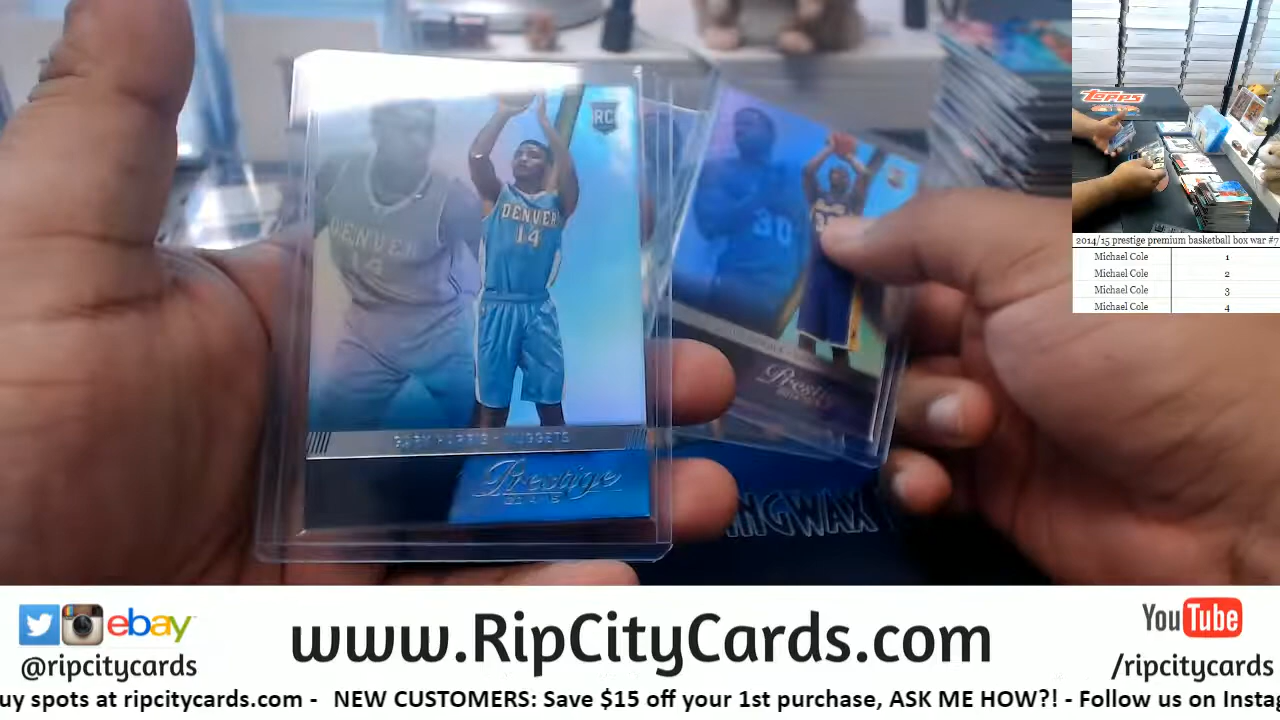 RC
DENVER
14
DENVER
14
GARY HARRIS - NUGGETS
Prestige
30
Prestige
INGWAX
TOPPS
2014/15 prestige premium basketball box war #7
Michael Cole 1
Michael Cole 2
Michael Cole 3
Michael Cole 4
ebay
@ripcitycards
www.RipCityCards.com
YouTube
/ripcitycards
buy spots at ripcitycards.com - NEW CUSTOMERS: Save $15 off your 1st purchase, ASK ME HOW?! - Follow us on Instag